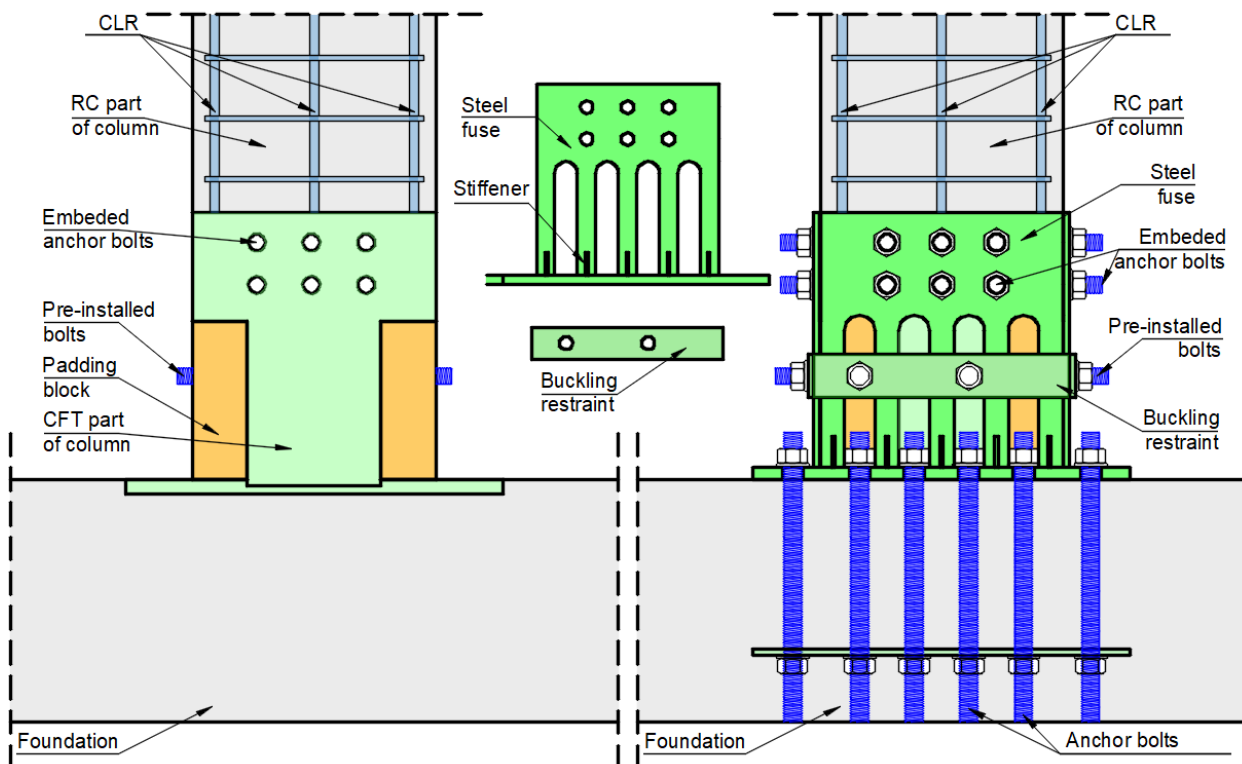 CLR
RC part
of column
Embeded
anchor bolts
Pre-installed
bolts
Padding
block
CFT part
of column
Foundation
Steel
fuse
Stiffener
Buckling
restraint
CLR
RC part
of column
Steel
fuse
Embeded
anchor bolts
Pre-installed
bolts
Buckling
restraint
Foundation
Anchor bolts